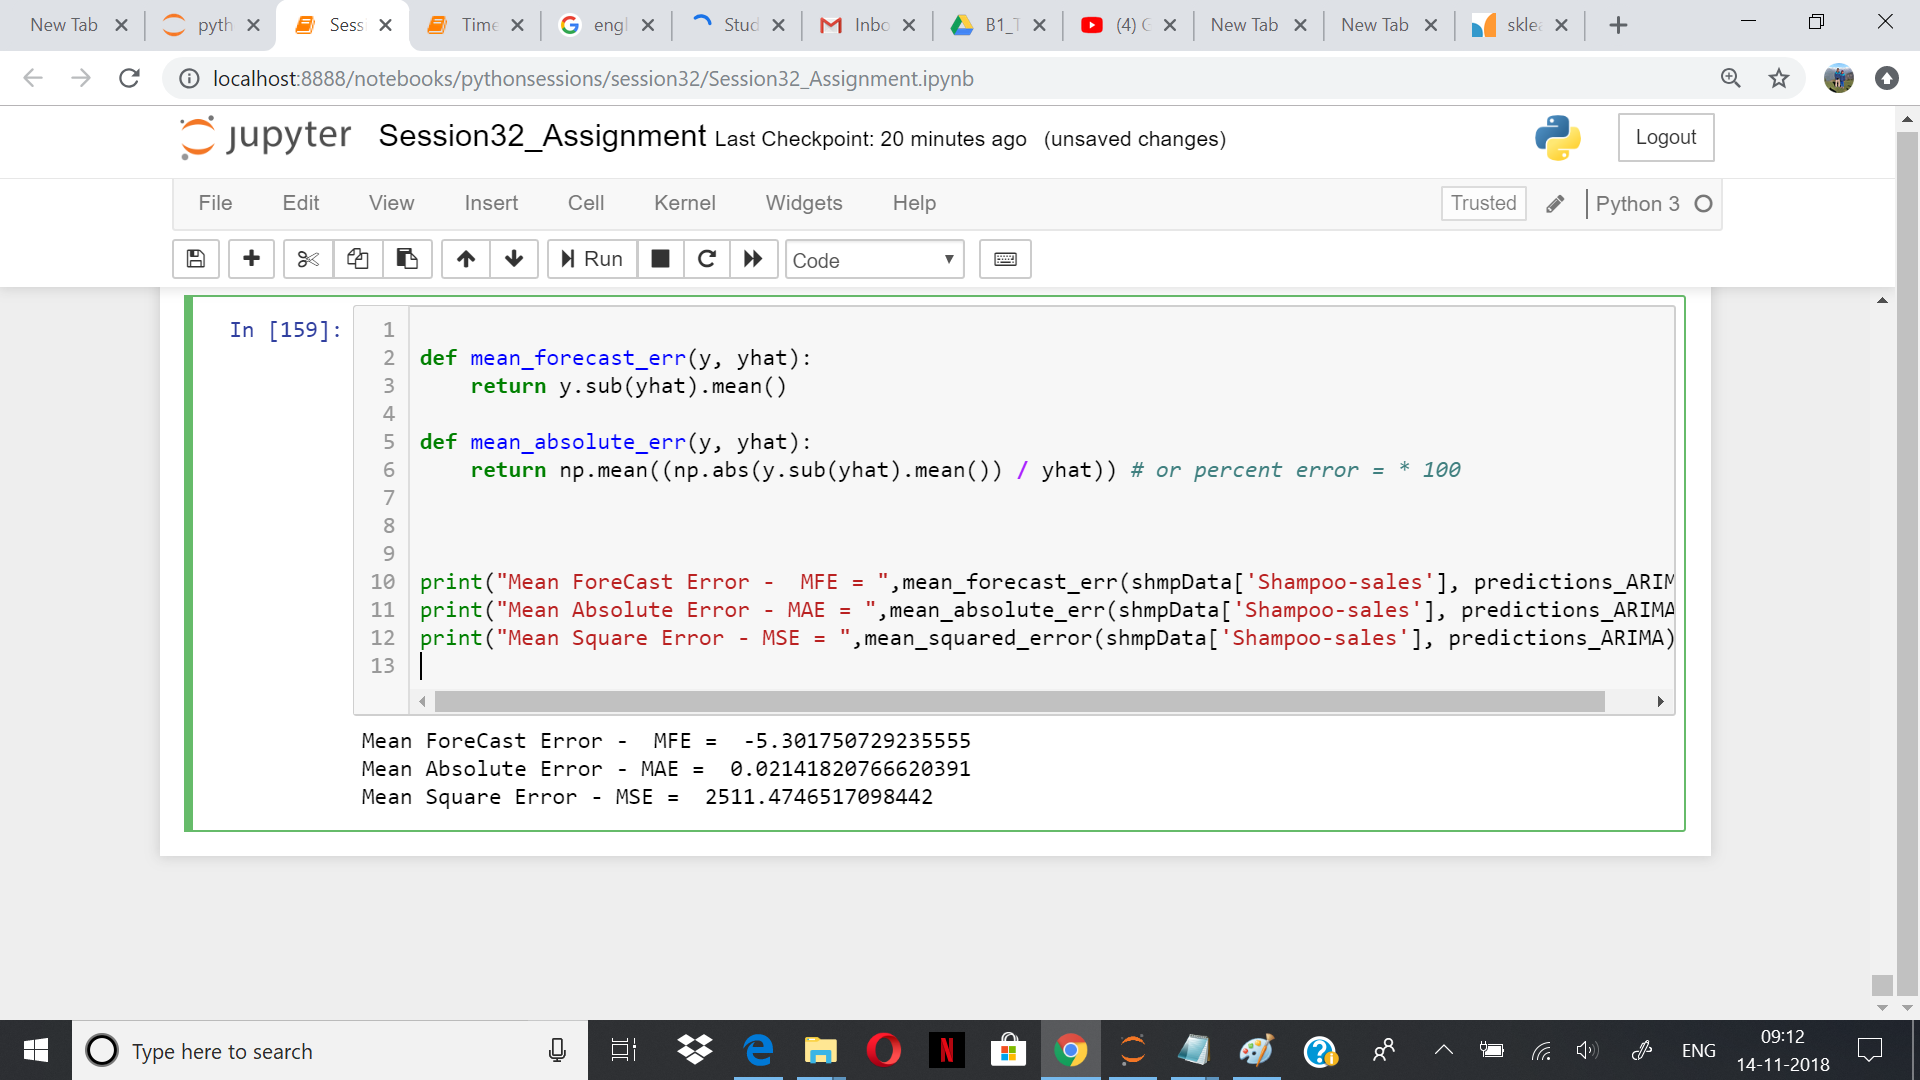 New Tab
pyth
Sess
Time
engl
Stud
Inbo
B1_T
(4) G
New Tab
New Tab
sklea
localhost:8888/notebooks/pythonsessions/session32/Session32_Assignment.ipynb
jupyter Session32_Assignment Last Checkpoint: 20 minutes ago (unsaved changes)
Logout
File Edit View Insert Cell Kernel Widgets Help
Trusted
Python 3
Run
Code
In [159]:
1
2 def mean_forecast_err(y, yhat):
3     return y.sub(yhat).mean()
4
5 def mean_absolute_err(y, yhat):
6     return np.mean((np.abs(y.sub(yhat).mean()) / yhat)) # or percent error = * 100
7
8
9
10 print("Mean ForeCast Error -  MFE = ",mean_forecast_err(shmpData['Shampoo-sales'], predictions_ARIM
11 print("Mean Absolute Error - MAE = ",mean_absolute_err(shmpData['Shampoo-sales'], predictions_ARIMA
12 print("Mean Square Error - MSE = ",mean_squared_error(shmpData['Shampoo-sales'], predictions_ARIMA)
13
Mean ForeCast Error -  MFE =  -5.301750729235555
Mean Absolute Error - MAE =  0.02141820766620391
Mean Square Error - MSE =  2511.4746517098442
Type here to search
N
ENG
09:12
14-11-2018